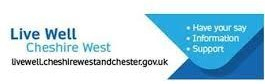 Live Well
Cheshire West
livewell.cheshirewestandchester.gov.uk
• Have your say
• Information
• Support